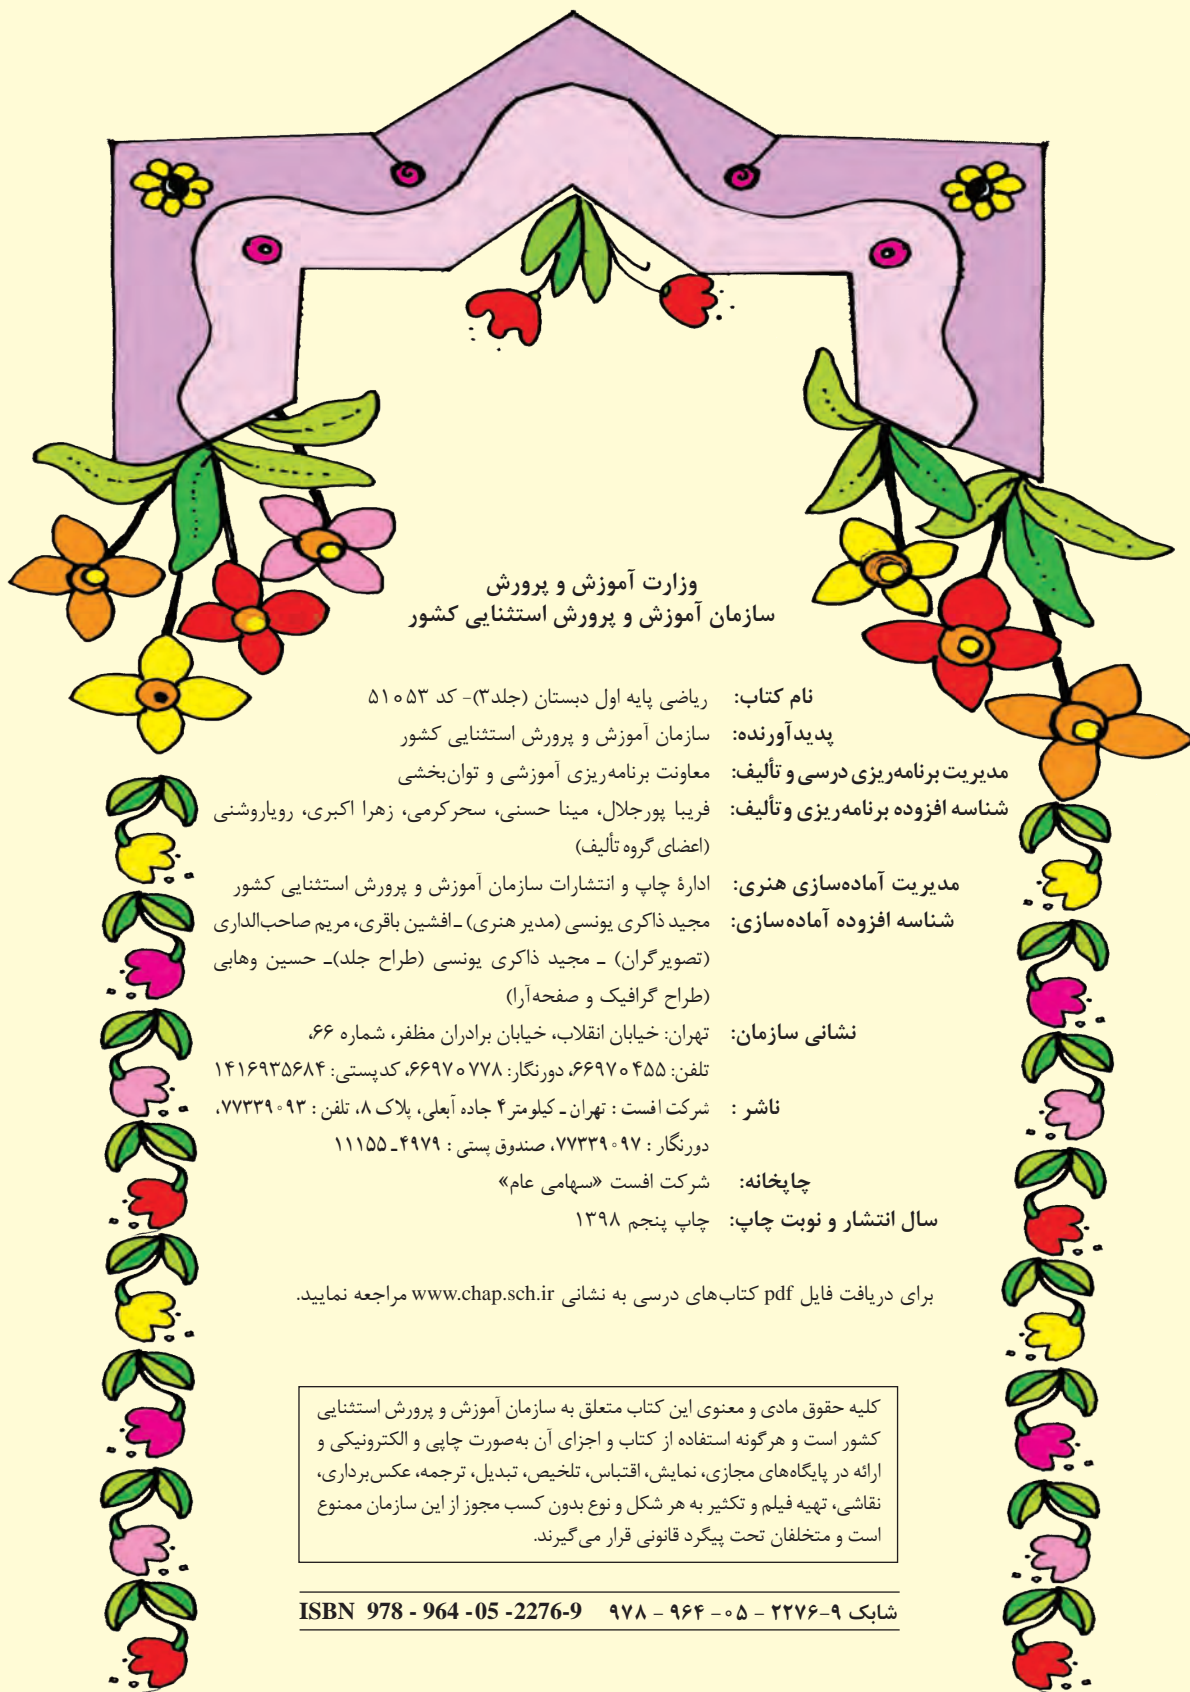 وزارت آموزش و پرورش
سازمان آموزش و پرورش استثنایی کشور
نام کتاب: ریاضی پایه اول دبستان (جلد۳)- کد ۵۱۰۵۳
پدیدآورنده: سازمان آموزش و پرورش استثنایی کشور
مدیریت برنامه‌ریزی درسی و تألیف: معاونت برنامه‌ریزی آموزشی و توان‌بخشی
شناسه افزوده برنامه‌ریزی وتألیف: فریبا پورجلال، مینا حسنی، سحرکرمی، زهرا اکبری، رویاروشنی
(اعضای گروه تألیف)
مدیریت آماده‌سازی هنری: ادارهٔ چاپ و انتشارات سازمان آموزش و پرورش استثنایی کشور
شناسه افزوده آماده‌سازی: مجید ذاکری یونسی (مدیر هنری) ـ افشین باقری، مریم صاحب‌الداری
(تصویرگران) ـ مجید ذاکری یونسی (طراح جلد)ـ حسین وهابی
(طراح گرافیک و صفحه‌آرا)
نشانی سازمان: تهران: خیابان انقلاب، خیابان برادران مظفر، شماره ۶۶،
تلفن: ۶۶۹۷۰۴۵۵، دورنگار: ۶۶۹۷۰۷۷۸، کدپستی: ۱۴۱۶۹۳۵۶۸۴
ناشر : شرکت افست : تهران ـ کیلومتر ۴ جاده آبعلی، پلاک ۸، تلفن : ۷۷۳۳۹۰۹۳،
دورنگار : ۷۷۳۳۹۰۹۷، صندوق پستی : ۴۹۷۹ـ ۱۱۱۵۵
چاپخانه: شرکت افست «سهامی عام»
سال انتشار و نوبت چاپ: چاپ پنجم ۱۳۹۸
برای دریافت فایل pdf کتاب‌های درسی به نشانی www.chap.sch.ir مراجعه نمایید.
کلیه حقوق مادی و معنوی این کتاب متعلق به سازمان آموزش و پرورش استثنایی
کشور است و هرگونه استفاده از کتاب و اجزای آن به‌صورت چاپی و الکترونیکی و
ارائه در پایگاه‌های مجازی، نمایش، اقتباس، تلخیص، تبدیل، ترجمه، عکس‌برداری،
نقاشی، تهیه فیلم و تکثیر به هر شکل و نوع بدون کسب مجوز از این سازمان ممنوع
است و متخلفان تحت پیگرد قانونی قرار می‌گیرند.
شابک ۹-۲۲۷۶ - ۰۵ - ۹۶۴ - ۹۷۸ ISBN 978 - 964 -05 -2276-9